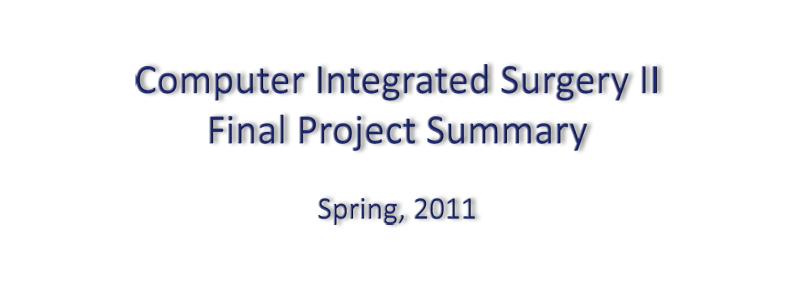 Computer Integrated Surgery II
Final Project Summary
Spring, 2011